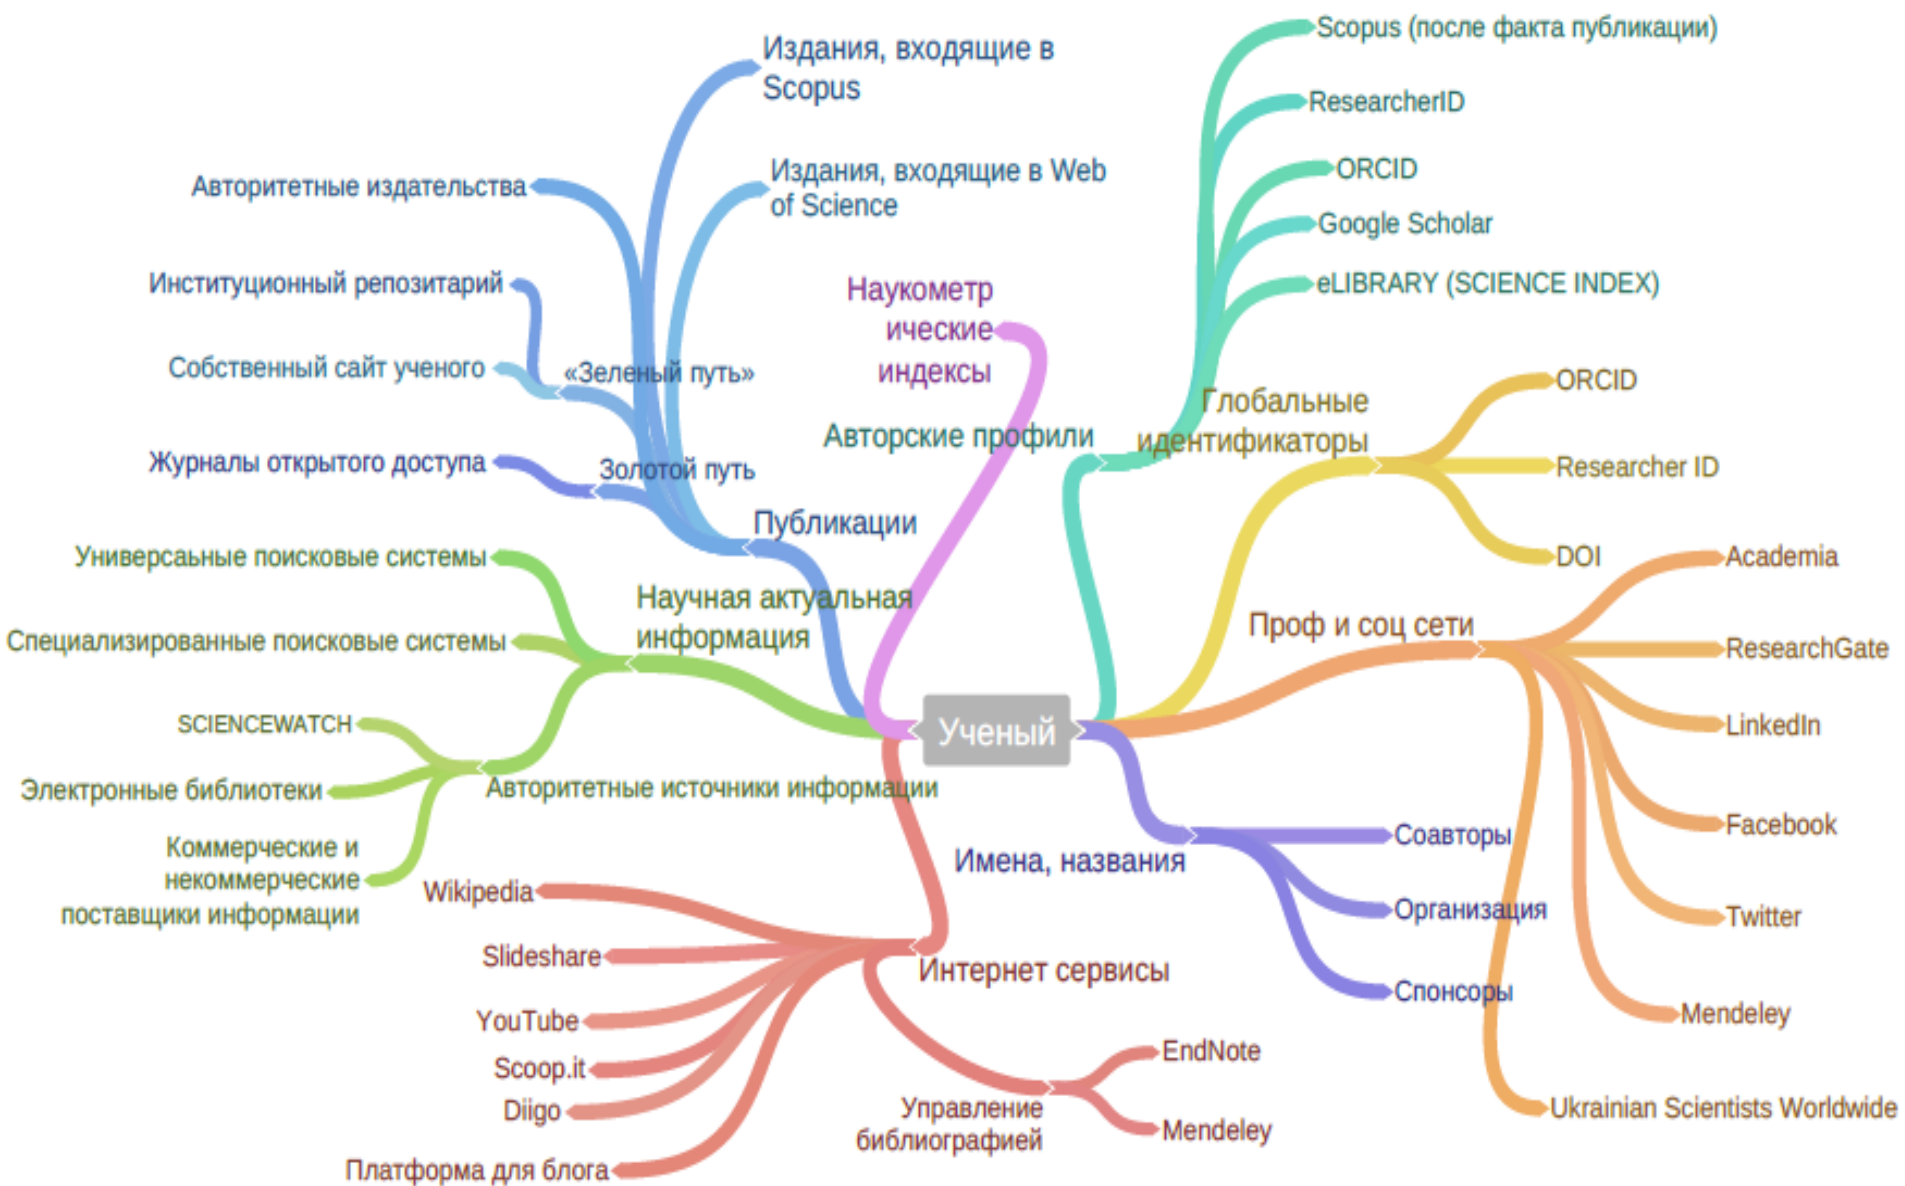 Ученый
Наукометр
ические
индексы
Публикации
Издания, входящие в
Scopus
Издания, входящие в Web
of Science
Авторитетные издательства
«Зеленый путь»
Институционный репозитарий
Собственный сайт ученого
Золотой путь
Журналы открытого доступа
Научная актуальная
информация
Универсаьные поисковые системы
Специализированные поисковые системы
Авторитетные источники информации
SCIENCEWATCH
Электронные библиотеки
Коммерческие и
некоммерческие
поставщики информации
Интернет сервисы
Wikipedia
Slideshare
YouTube
Scoop.it
Diigo
Платформа для блога
Управление
библиографией
EndNote
Mendeley
Авторские профили
Scopus (после факта публикации)
ResearcherID
ORCID
Google Scholar
eLIBRARY (SCIENCE INDEX)
Глобальные
идентификаторы
ORCID
Researcher ID
DOI
Проф и соц сети
Academia
ResearchGate
LinkedIn
Facebook
Twitter
Mendeley
Ukrainian Scientists Worldwide
Имена, названия
Соавторы
Организация
Спонсоры